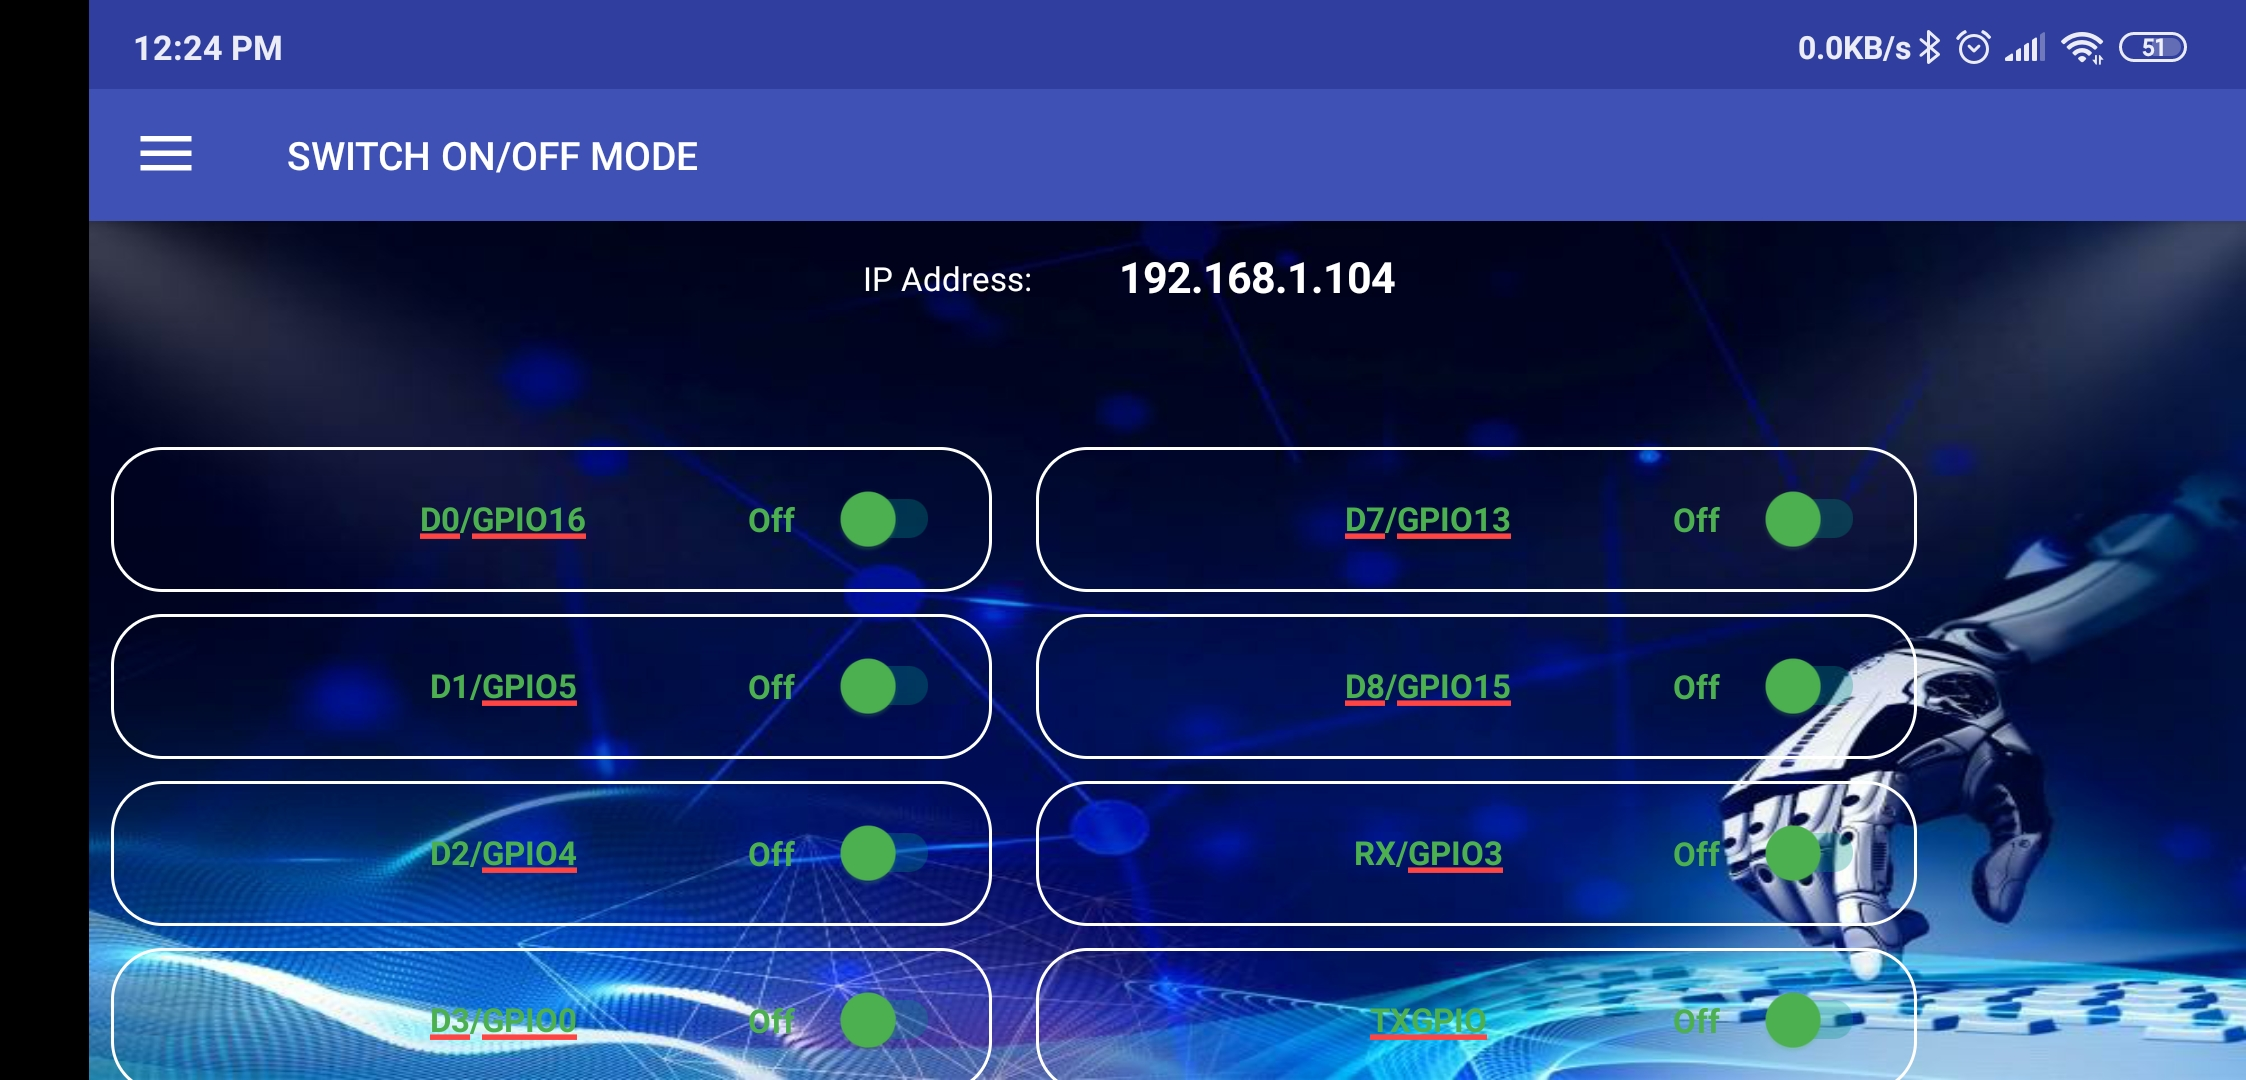 12:24 PM 0.0KB/s 51
SWITCH ON/OFF MODE
IP Address: 192.168.1.104
D0/GPIO16 Off
D7/GPIO13 Off
D1/GPIO5 Off
D8/GPIO15 Off
D2/GPIO4 Off
RX/GPIO3 Off
D3/GPIO0 Off
TXGPIO Off